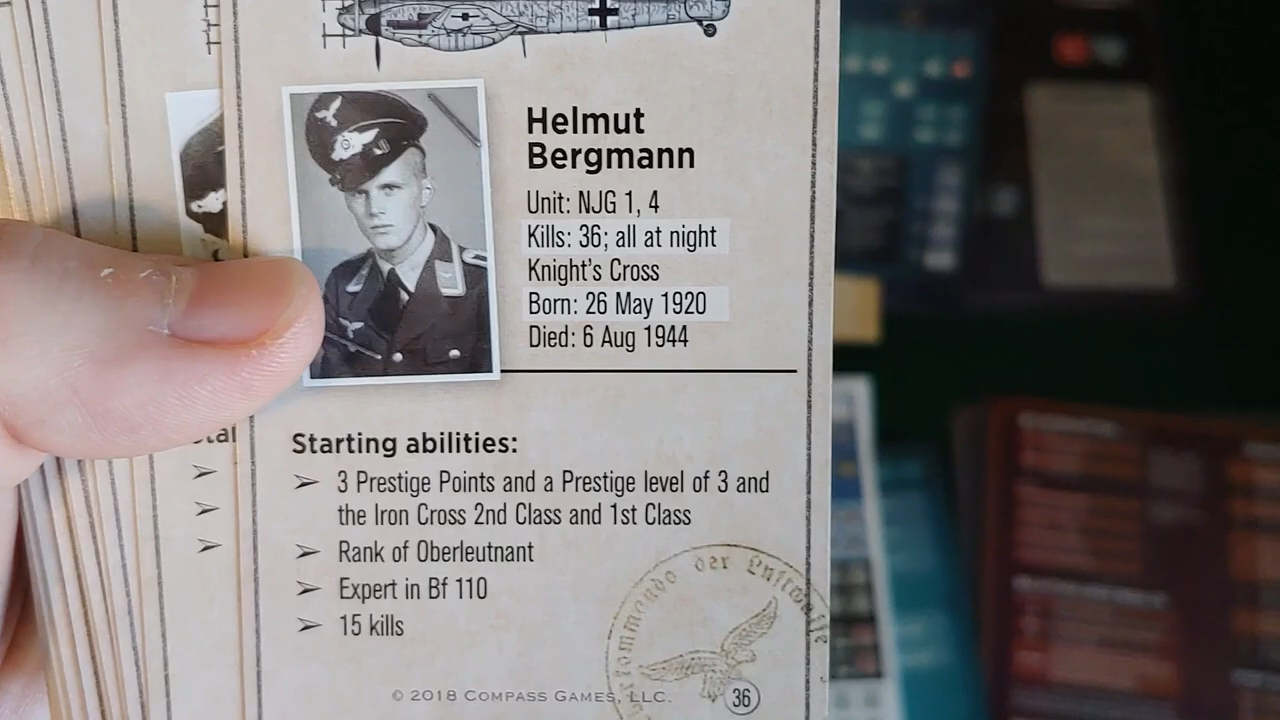 Helmut
Bergmann
Unit: NJG 1, 4
Kills: 36; all at night
Knight's Cross
Born: 26 May 1920
Died: 6 Aug 1944
Starting abilities:
➢ 3 Prestige Points and a Prestige level of 3 and
the Iron Cross 2nd Class and 1st Class
➢ Rank of Oberleutnant
➢ Expert in Bf 110
➢ 15 kills
der Luftwaffe
© 2018 COMPASS GAMES, LLC.
36